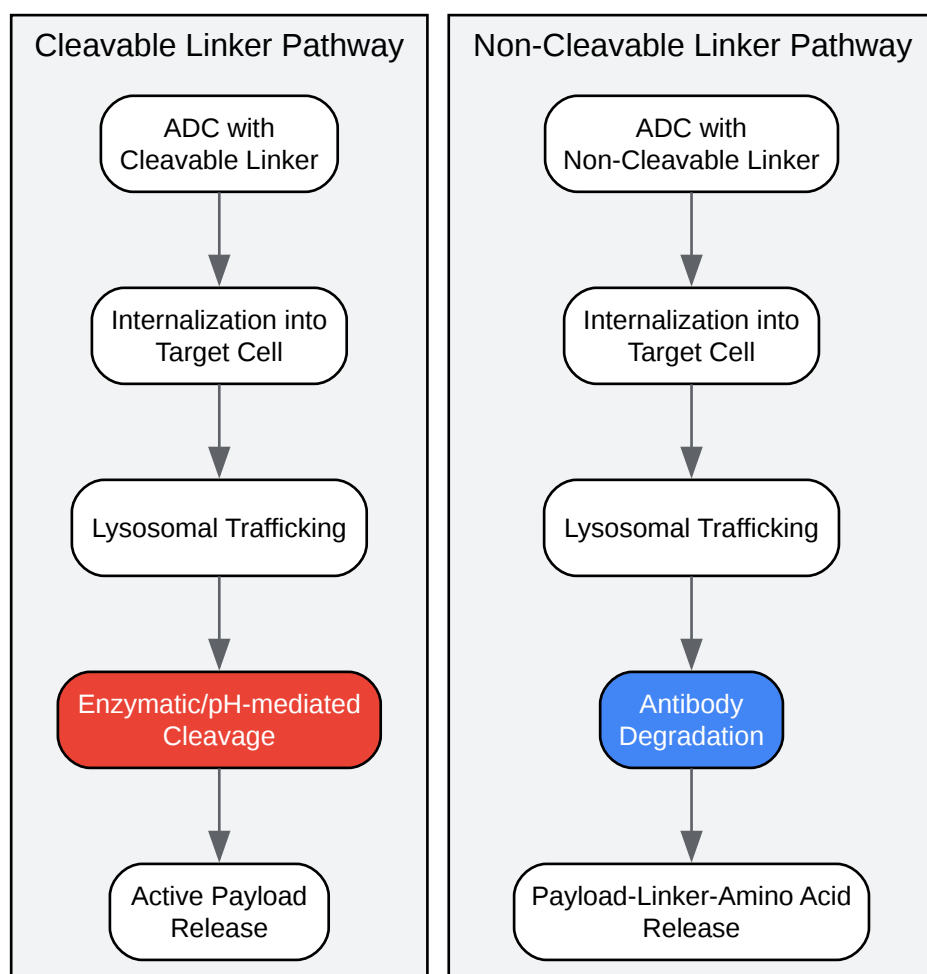 Cleavable Linker Pathway
ADC with
Cleavable Linker
Internalization into
Target Cell
Lysosomal Trafficking
Enzymatic/pH-mediated
Cleavage
Active Payload
Release
Non-Cleavable Linker Pathway
ADC with
Non-Cleavable Linker
Internalization into
Target Cell
Lysosomal Trafficking
Antibody
Degradation
Payload-Linker-Amino Acid
Release